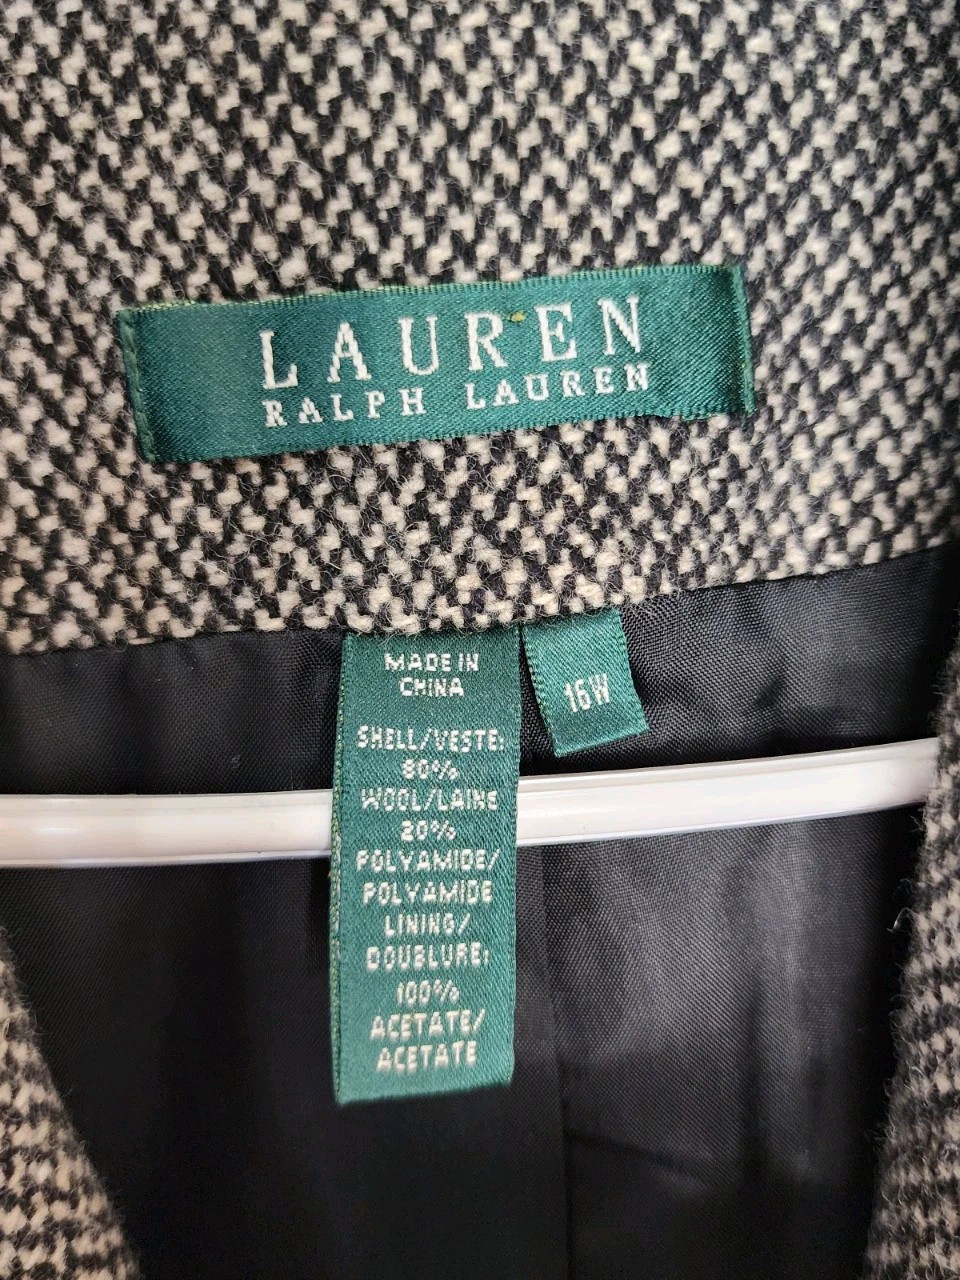 LAUREN
RALPH LAUREN
MADE IN
CHINA
SHELL/VESTE:
80%
WOOL/LAINE
20%
POLYAMIDE/
POLYAMIDE
LINING/
DOUBLURE:
100%
ACETATE/
ACETATE
16W